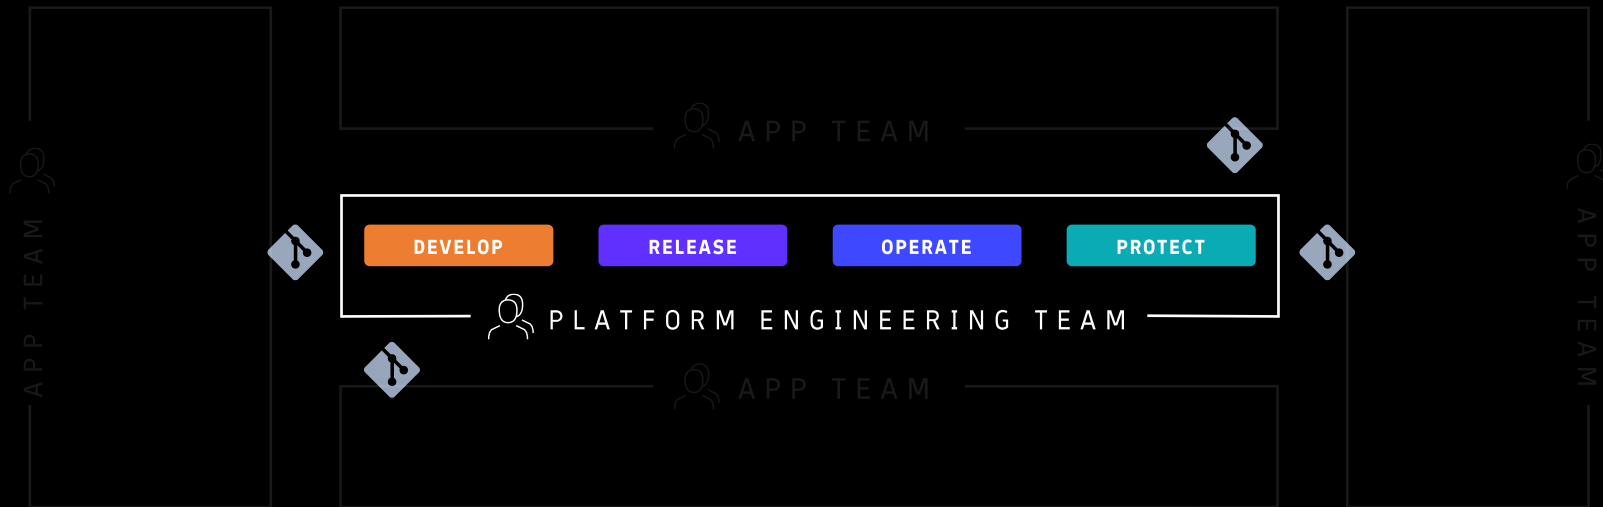 APP TEAM
APP TEAM
DEVELOP
RELEASE
OPERATE
PROTECT
PLATFORM ENGINEERING TEAM
APP TEAM
APP TEAM